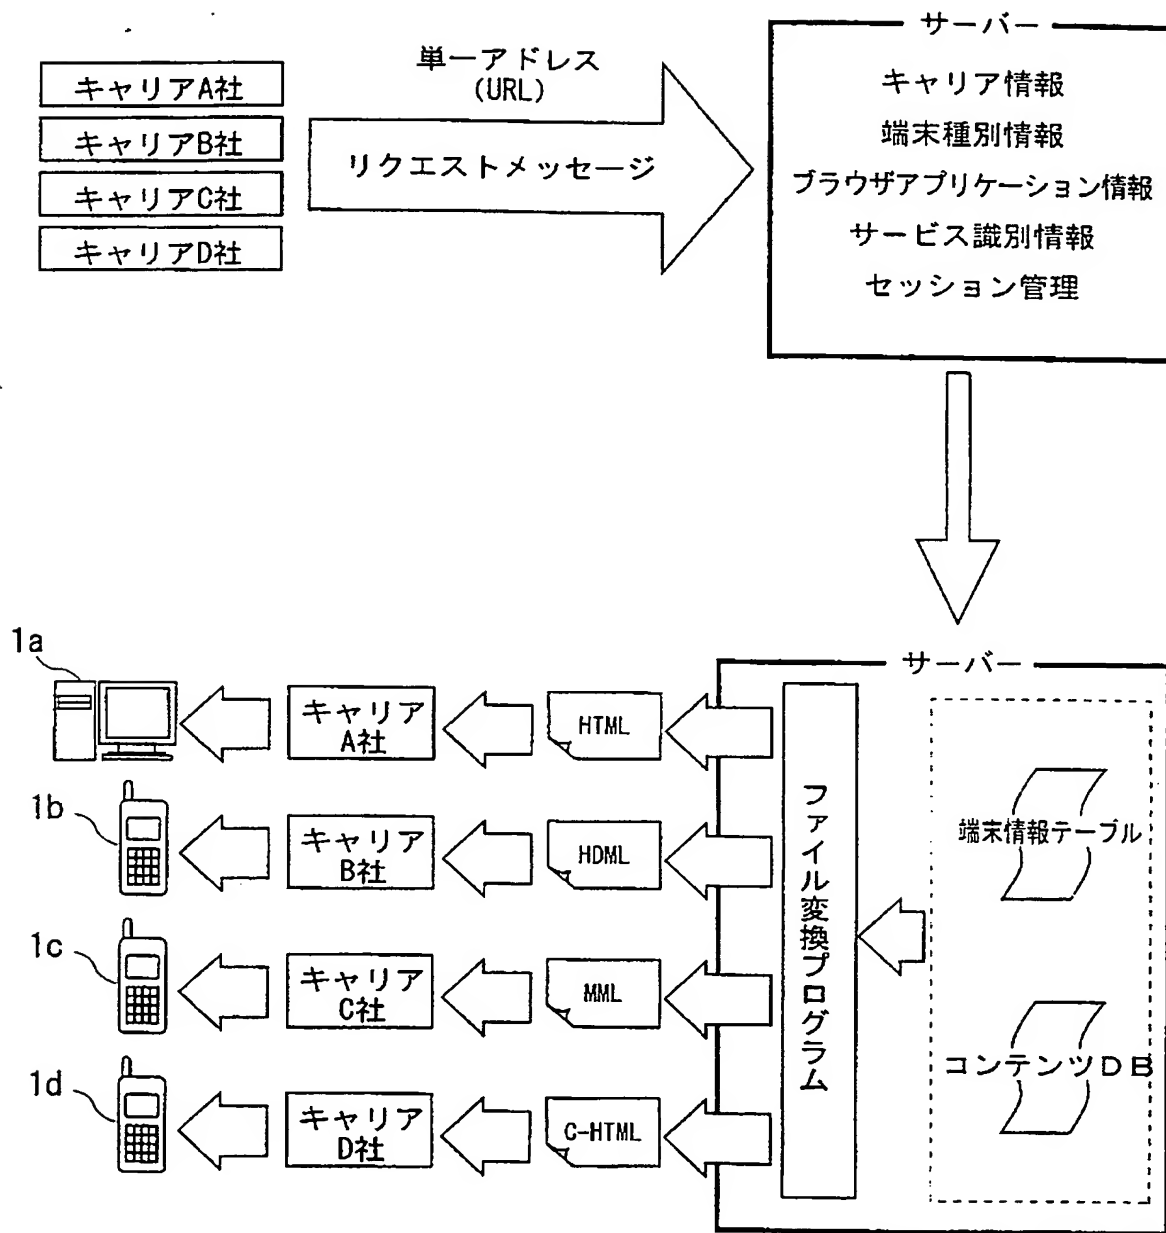 サーバー
キャリアA社
キャリアB社
キャリアC社
キャリアD社
単一アドレス
(URL)
リクエストメッセージ
キャリア情報
端末種別情報
ブラウザアプリケーション情報
サービス識別情報
セッション管理
サーバー
1a
キャリア
A社
HTML
1b
キャリア
B社
HDML
1c
キャリア
C社
MML
1d
キャリア
D社
C-HTML
ファイル変換プログラム
端末情報テーブル
コンテンツDB